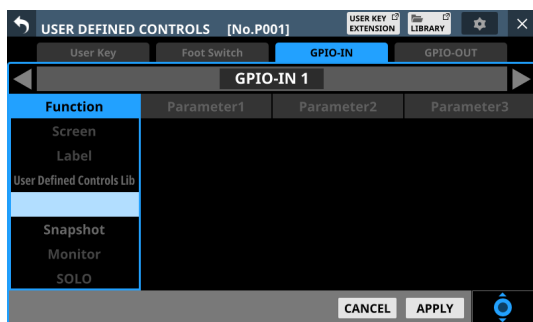 USER DEFINED CONTROLS [No.P001]
USER KEY EXTENSION
LIBRARY
User Key
Foot Switch
GPIO-IN
GPIO-OUT
GPIO-IN 1
Function
Parameter1
Parameter2
Parameter3
Screen
Label
User Defined Controls Lib
Snapshot
Monitor
SOLO
CANCEL
APPLY